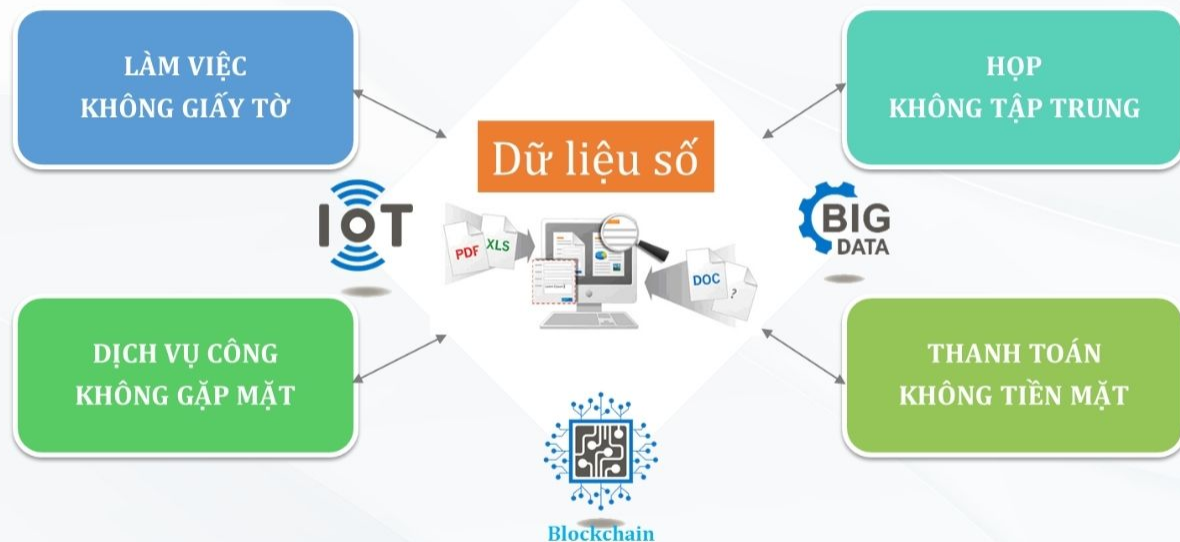 LÀM VIỆC
KHÔNG GIẤY TỜ
HỌP
KHÔNG TẬP TRUNG
Dữ liệu số
IoT
PDF
XLS
DOC
?
BIG
DATA
DỊCH VỤ CÔNG
KHÔNG GẶP MẶT
THANH TOÁN
KHÔNG TIỀN MẶT
Blockchain